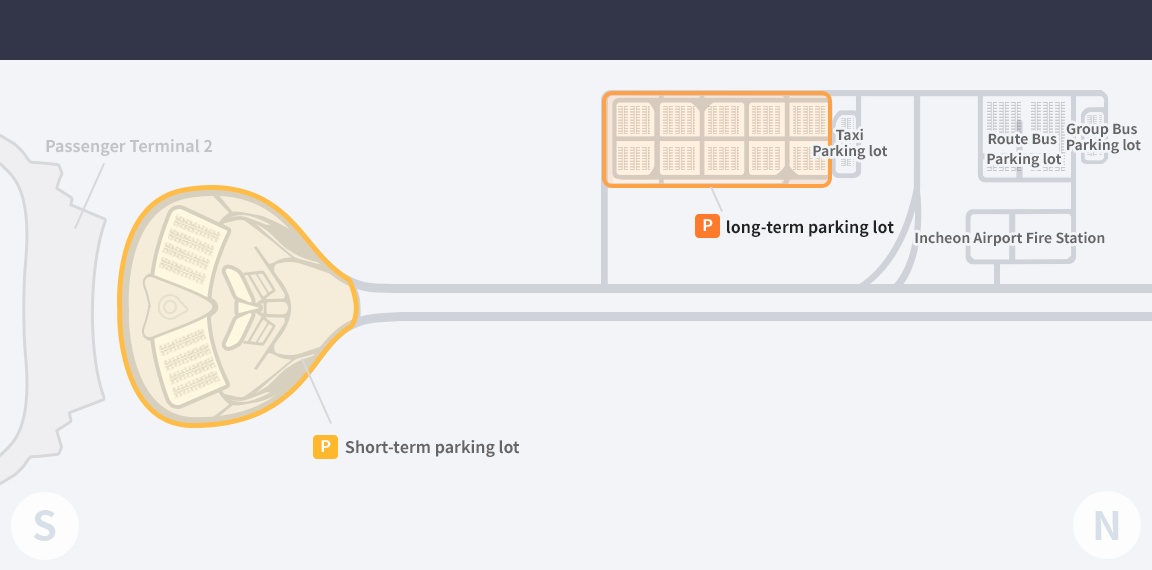 Passenger Terminal 2
Taxi
Parking lot
Route Bus
Parking lot
Group Bus
Parking lot
P long-term parking lot
Incheon Airport Fire Station
P Short-term parking lot
S
N